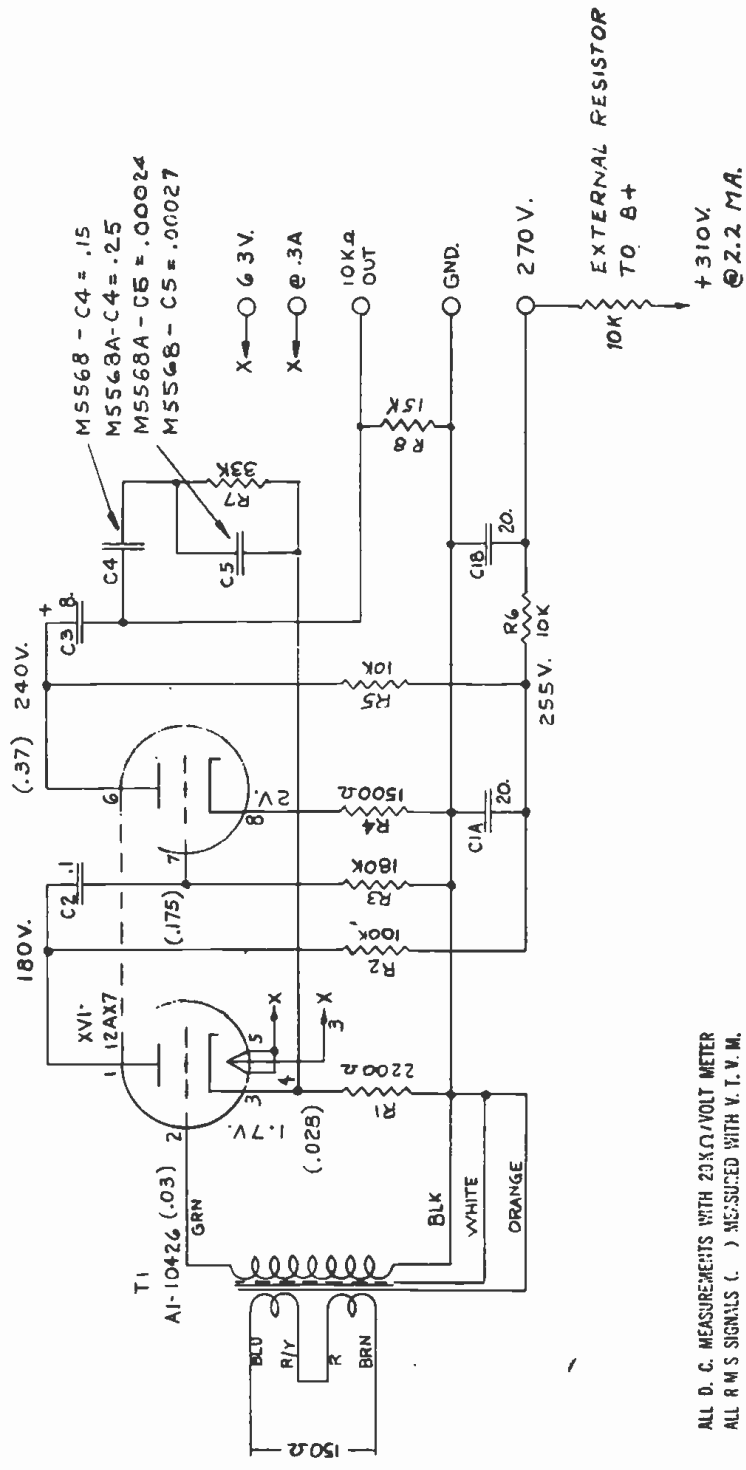 T1
A1-10426 (.03)
GRN
BLU
R/Y
R
BRN
150Ω
BLK
WHITE
ORANGE
XV1-
12AX7
1
2
3
4
5
1.7V.
(.028)
X
X
3
2200Ω
R1
180V.
C2 .1
7
(.175)
100K
R2
180K
R3
(.37) 240V.
6
8
2V.
1500Ω
R4
C1A 20.
10K
R5
255V.
R6
10K
+
C3 8.
C4
C5
33K
R7
15K
R8
C1B 20.
M5568 - C4 = .15
M5568A - C4 = .25
M5568A - C5 = .00024
M5568 - C5 = .00027
X 6 3V.
X @ .3A
10KΩ
OUT
GND.
270V.
EXTERNAL RESISTOR
TO B+
10K
+310V.
@2.2 MA.
ALL D. C. MEASUREMENTS WITH 20KΩ/VOLT METER
ALL R M S SIGNALS (. ) MEASURED WITH V. T. V. M.